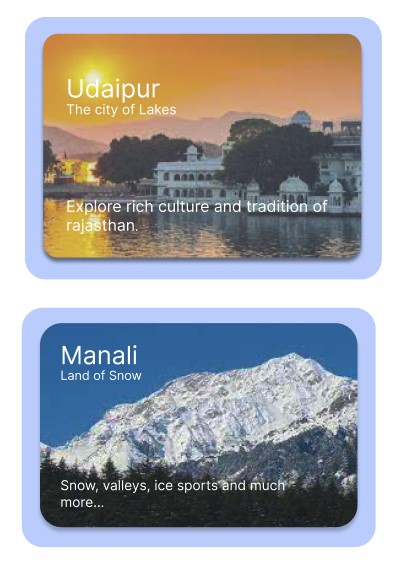 Udaipur
The city of Lakes
Explore rich culture and tradition of
rajasthan.
Manali
Land of Snow
Snow, valleys, ice sports and much
more...